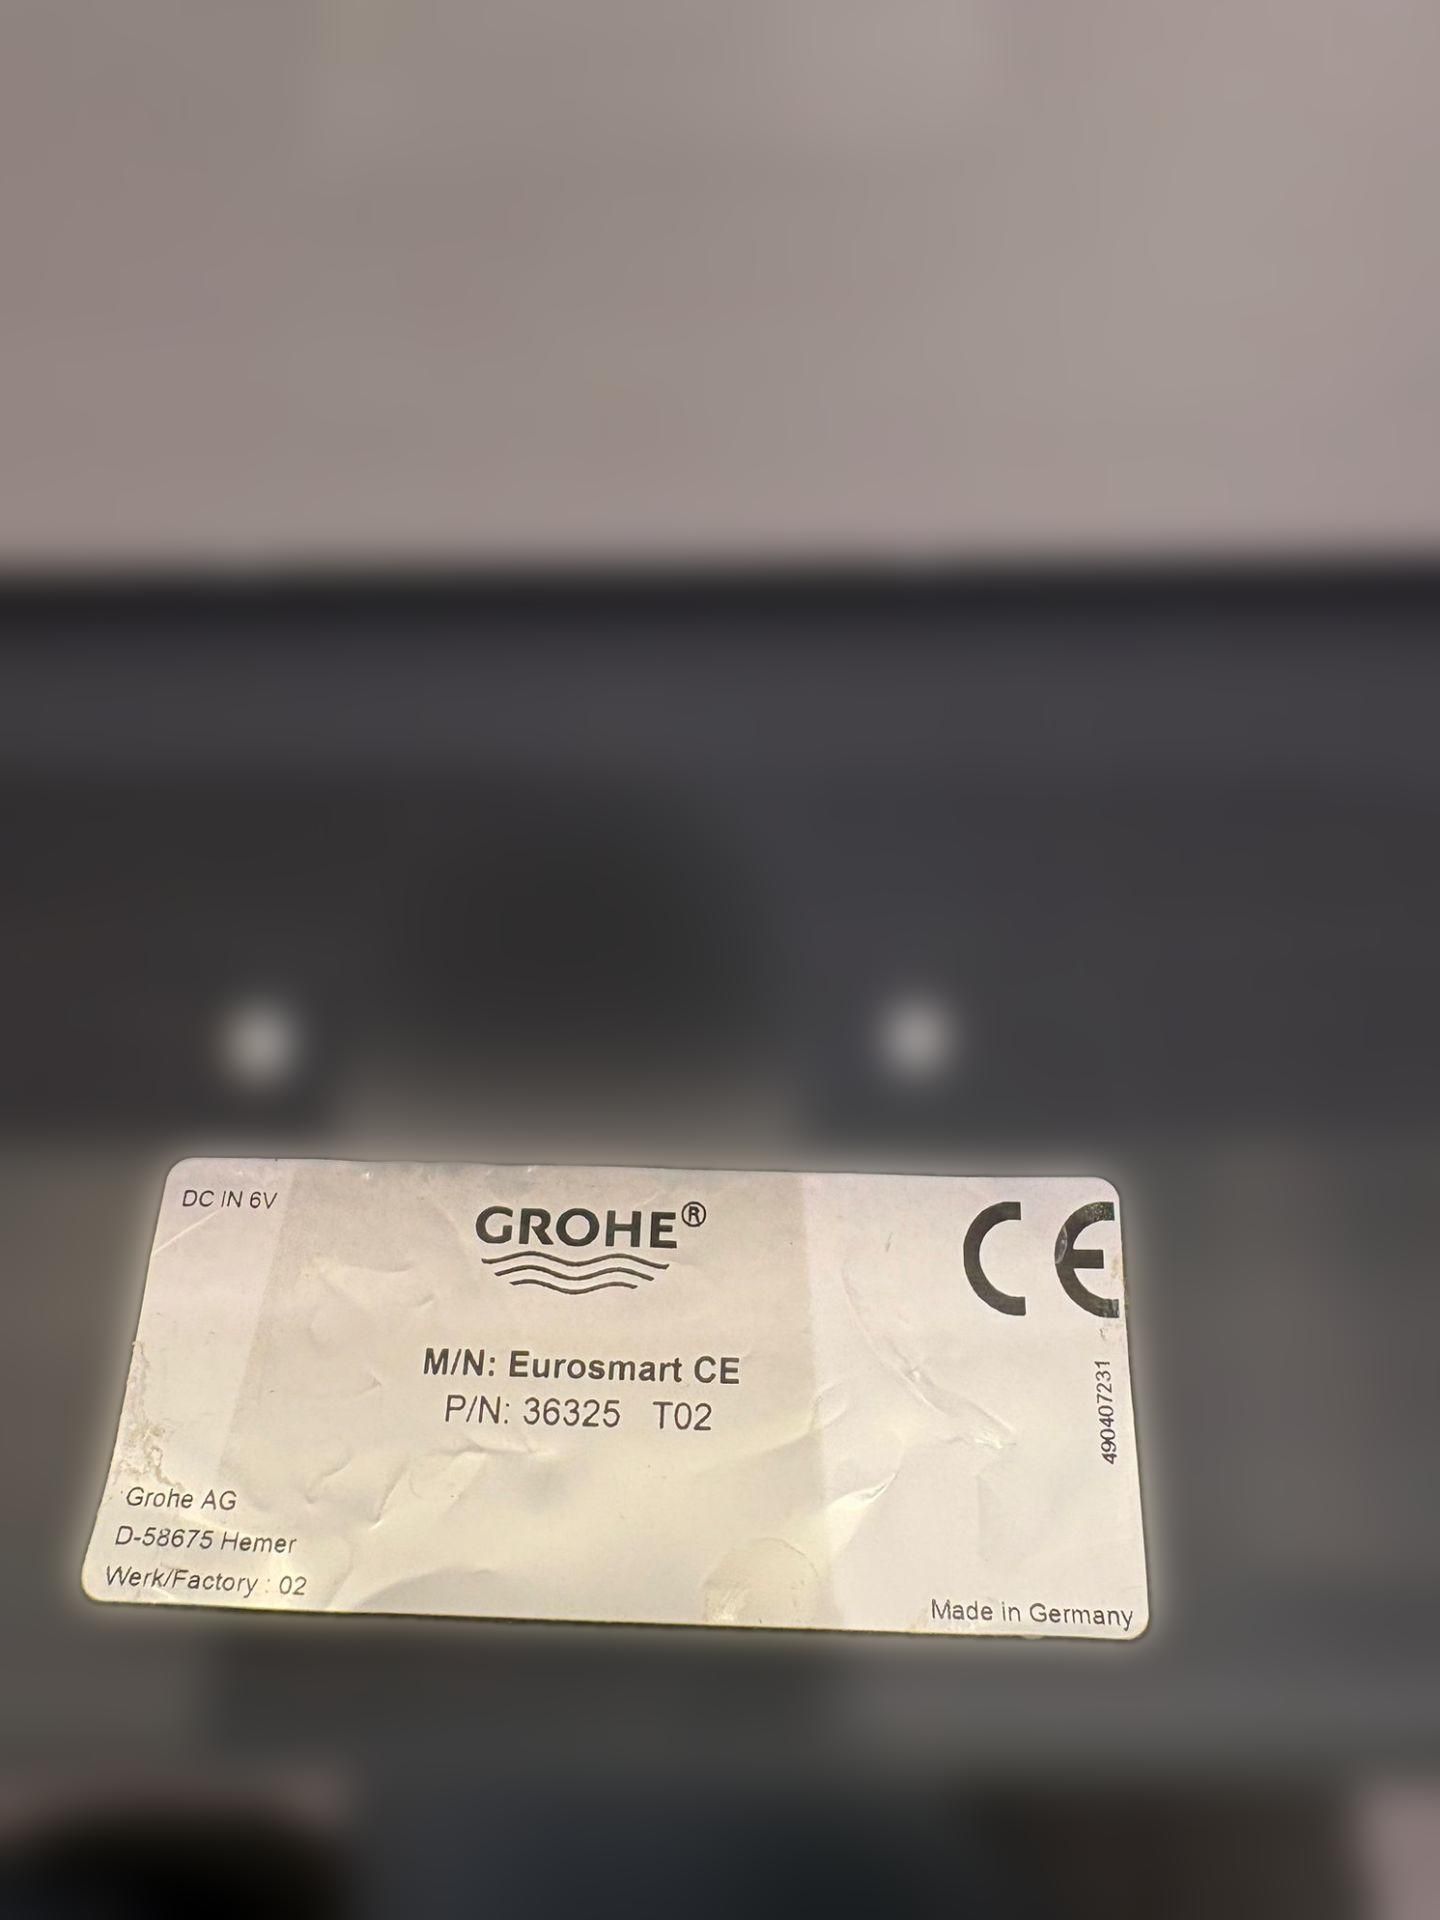 DC IN 6V
GROHE®
CE
M/N: Eurosmart CE
P/N: 36325 T02
490407231
Grohe AG
D-58675 Hemer
Werk/Factory : 02
Made in Germany